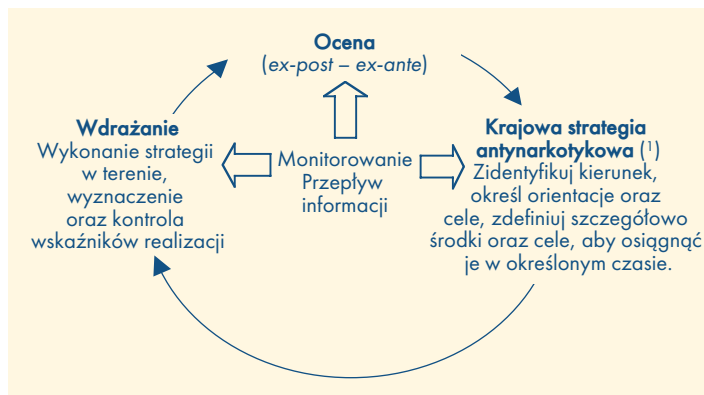 Ocena
(ex-post – ex-ante)
Wdrażanie
Wykonanie strategii
w terenie,
wyznaczenie
oraz kontrola
wskaźników realizacji
Monitorowanie
Przepływ
informacji
Krajowa strategia
antynarkotykowa (¹)
Zidentyfikuj kierunek,
określ orientacje oraz
cele, zdefiniuj szczegółowo
środki oraz cele, aby osiągnąć
je w określonym czasie.